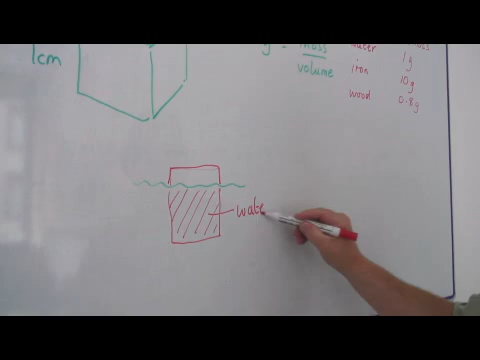 1cm
= mass
volume
water
1g
iron
10g
wood
0.8g
wate